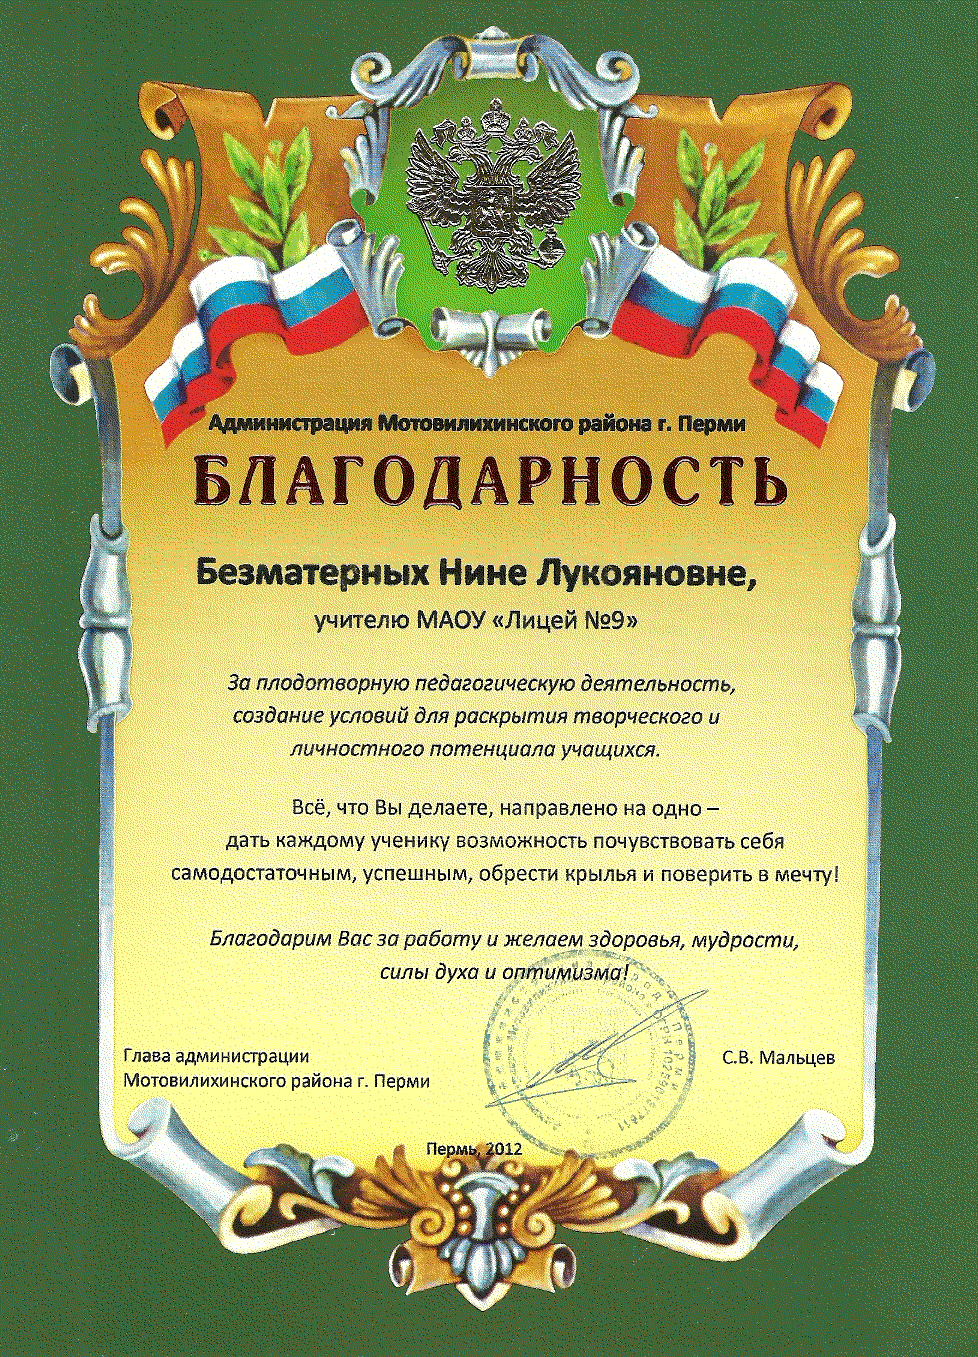 Администрация Мотовилихинского района г. Перми
БЛАГОДАРНОСТЬ
Безматерных Нине Лукояновне,
учителю МАОУ «Лицей №9»
За плодотворную педагогическую деятельность,
создание условий для раскрытия творческого и
личностного потенциала учащихся.
Всё, что Вы делаете, направлено на одно –
дать каждому ученику возможность почувствовать себя
самодостаточным, успешным, обрести крылья и поверить в мечту!
Благодарим Вас за работу и желаем здоровья, мудрости,
силы духа и оптимизма!
Глава администрации
Мотовилихинского района г. Перми
С.В. Мальцев
Пермь, 2012